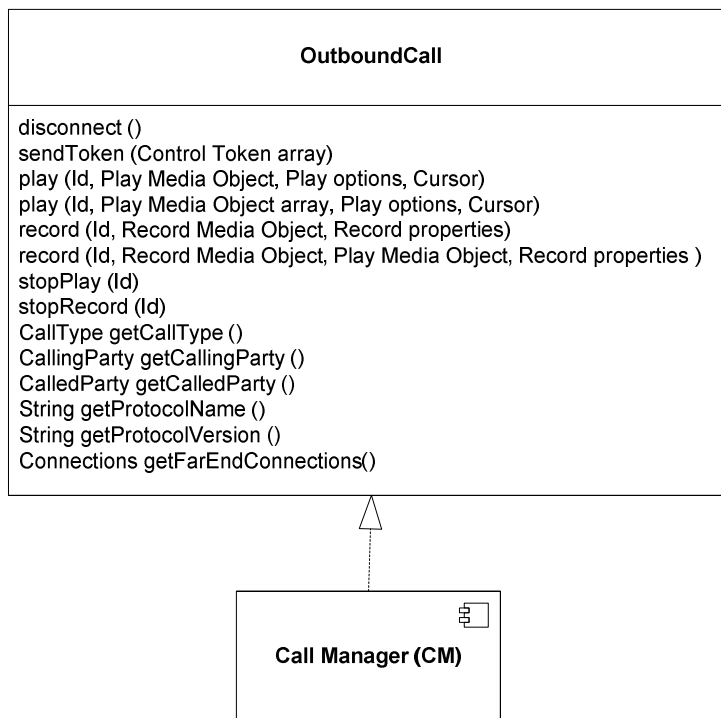 OutboundCall
disconnect ()
sendToken (Control Token array)
play (Id, Play Media Object, Play options, Cursor)
play (Id, Play Media Object array, Play options, Cursor)
record (Id, Record Media Object, Record properties)
record (Id, Record Media Object, Play Media Object, Record properties )
stopPlay (Id)
stopRecord (Id)
CallType getCallType ()
CallingParty getCallingParty ()
CalledParty getCalledParty ()
String getProtocolName ()
String getProtocolVersion ()
Connections getFarEndConnections()
Call Manager (CM)